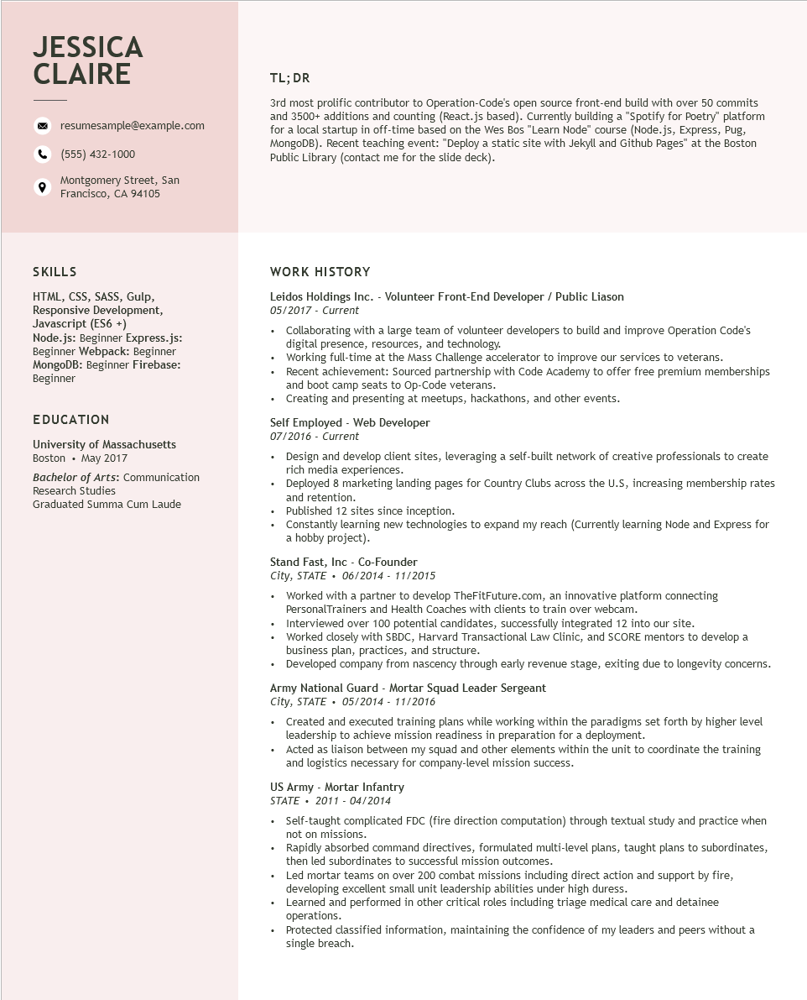 JESSICA
CLAIRE
resumesample@example.com
(555) 432-1000
Montgomery Street, San
Francisco, CA 94105
TL;DR
3rd most prolific contributor to Operation-Code's open source front-end build with over 50 commits
and 3500+ additions and counting (React.js based). Currently building a "Spotify for Poetry" platform
for a local startup in off-time based on the Wes Bos "Learn Node" course (Node.js, Express, Pug,
MongoDB). Recent teaching event: "Deploy a static site with Jekyll and Github Pages" at the Boston
Public Library (contact me for the slide deck).
SKILLS
HTML, CSS, SASS, Gulp,
Responsive Development,
Javascript (ES6 +)
Node.js: Beginner Express.js:
Beginner Webpack: Beginner
MongoDB: Beginner Firebase:
Beginner
EDUCATION
University of Massachusetts
Boston • May 2017
Bachelor of Arts: Communication
Research Studies
Graduated Summa Cum Laude
WORK HISTORY
Leidos Holdings Inc. - Volunteer Front-End Developer / Public Liason
05/2017 - Current
• Collaborating with a large team of volunteer developers to build and improve Operation Code's
digital presence, resources, and technology.
• Working full-time at the Mass Challenge accelerator to improve our services to veterans.
• Recent achievement: Sourced partnership with Code Academy to offer free premium memberships
and boot camp seats to Op-Code veterans.
• Creating and presenting at meetups, hackathons, and other events.
Self Employed - Web Developer
07/2016 - Current
• Design and develop client sites, leveraging a self-built network of creative professionals to create
rich media experiences.
• Deployed 8 marketing landing pages for Country Clubs across the U.S, increasing membership rates
and retention.
• Published 12 sites since inception.
• Constantly learning new technologies to expand my reach (Currently learning Node and Express for
a hobby project).
Stand Fast, Inc - Co-Founder
City, STATE • 06/2014 - 11/2015
• Worked with a partner to develop TheFitFuture.com, an innovative platform connecting
PersonalTrainers and Health Coaches with clients to train over webcam.
• Interviewed over 100 potential candidates, successfully integrated 12 into our site.
• Worked closely with SBDC, Harvard Transactional Law Clinic, and SCORE mentors to develop a
business plan, practices, and structure.
• Developed company from nascency through early revenue stage, exiting due to longevity concerns.
Army National Guard - Mortar Squad Leader Sergeant
City, STATE • 05/2014 - 11/2016
• Created and executed training plans while working within the paradigms set forth by higher level
leadership to achieve mission readiness in preparation for a deployment.
• Acted as liaison between my squad and other elements within the unit to coordinate the training
and logistics necessary for company-level mission success.
US Army - Mortar Infantry
STATE • 2011 - 04/2014
• Self-taught complicated FDC (fire direction computation) through textual study and practice when
not on missions.
• Rapidly absorbed command directives, formulated multi-level plans, taught plans to subordinates,
then led subordinates to successful mission outcomes.
• Led mortar teams on over 200 combat missions including direct action and support by fire,
developing excellent small unit leadership abilities under high duress.
• Learned and performed in other critical roles including triage medical care and detainee
operations.
• Protected classified information, maintaining the confidence of my leaders and peers without a
single breach.